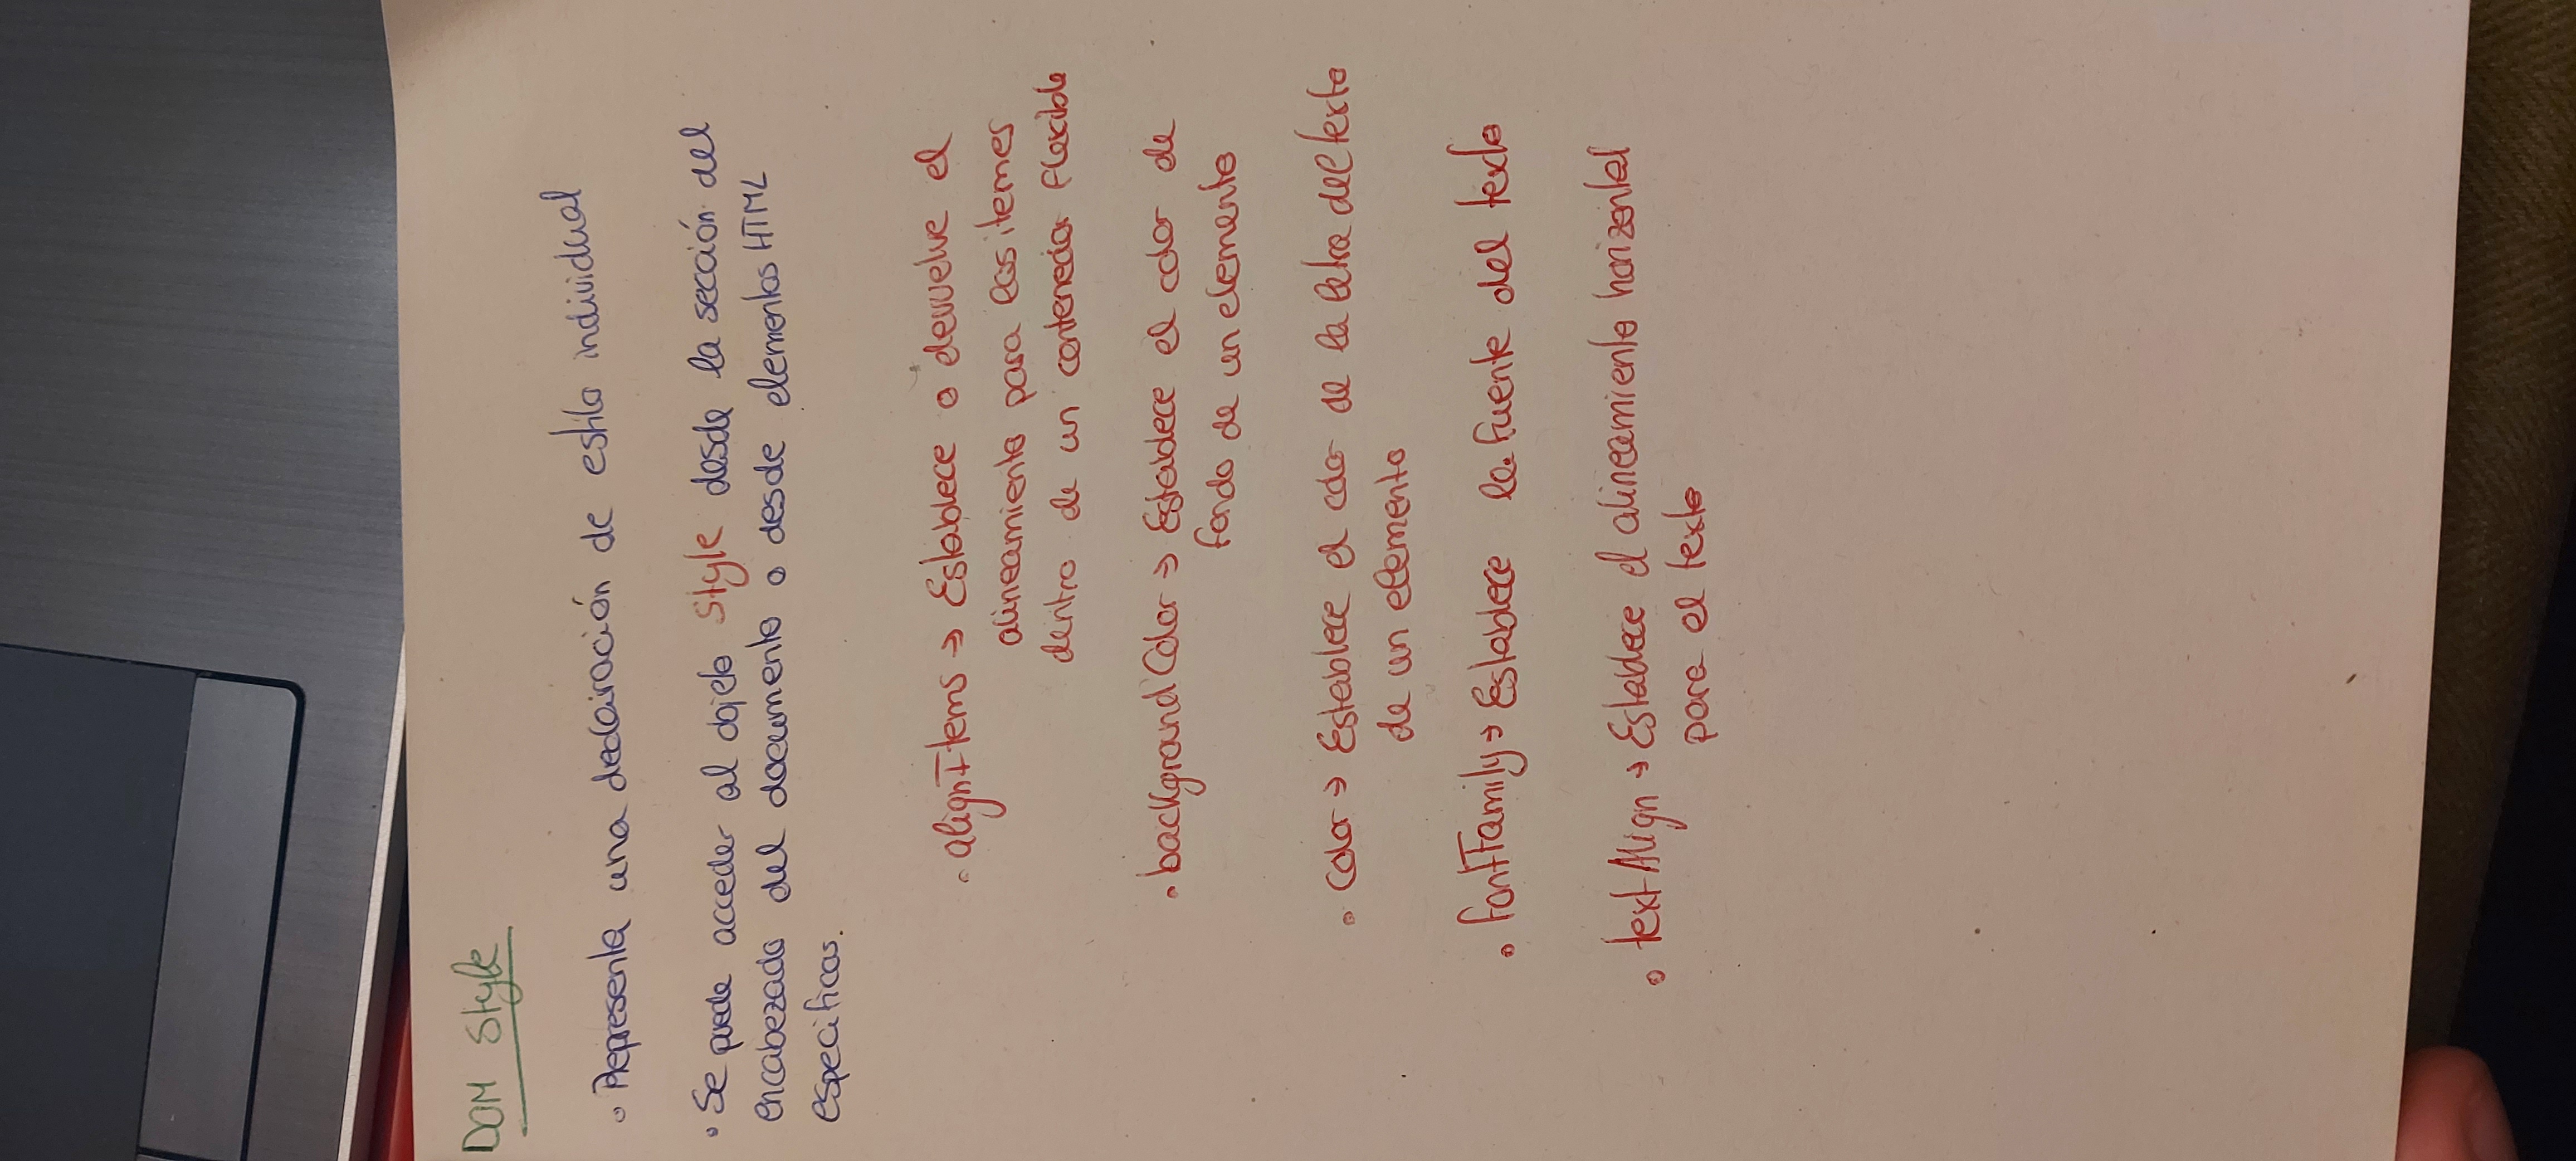 DOM Style
• Representa una declaración de estilo individual
• Se puede acceder al objeto Style desde la sección del
encabezado del documento o desde elementos HTML
especificos.
• alignItems → Establece o devuelve el
alineamiento para los itemes
dentro de un contenedor flexible
• backgroundColor → Establece el color de
fondo de un elemento
• Color → Establece el color de la letra del texto
de un elemento
• fontFamily → Establece la fuente del texto
• textAlign → Establece el alineamiento horizontal
para el texto